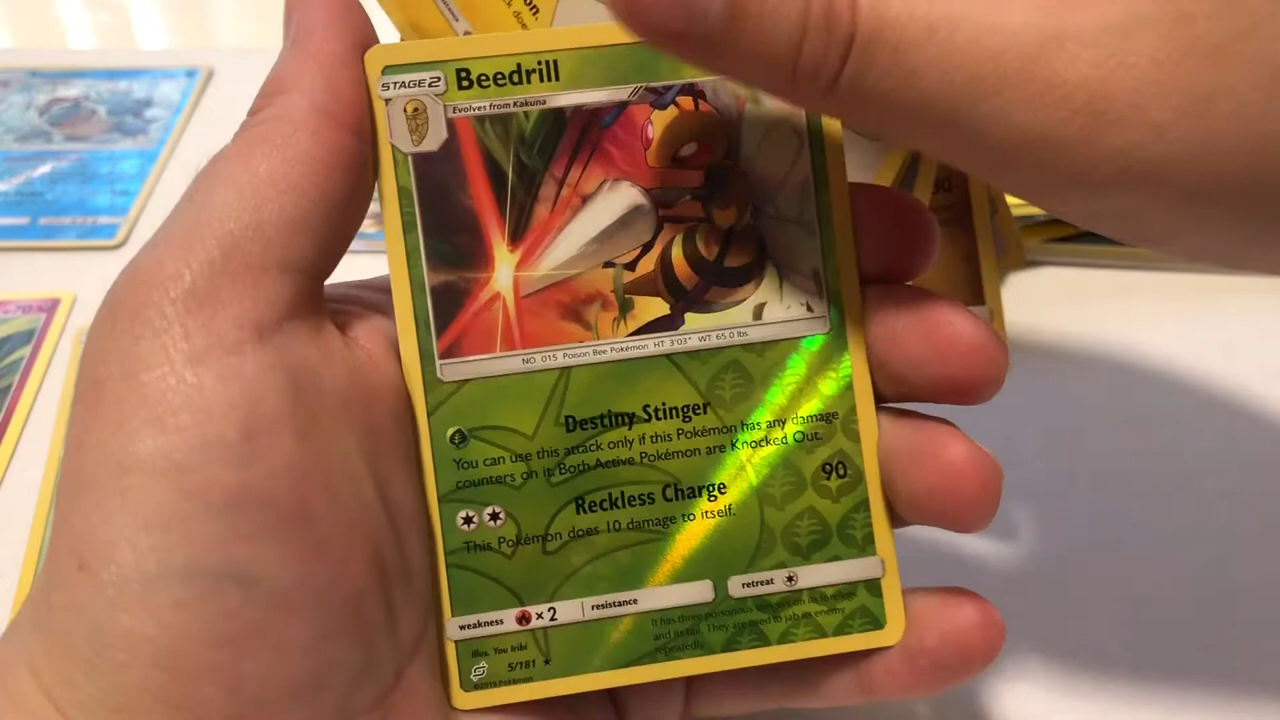 on.
STAGE2
Beedrill
Evolves from Kakuna
NO. 015 Poison Bee Pokémon HT 3'03" WT 65.0 lbs.
Destiny Stinger
You can use this attack only if this Pokémon has any damage
counters on it. Both Active Pokémon are Knocked Out.
Reckless Charge
90
This Pokémon does 10 damage to itself.
weakness ×2
resistance
retreat
It has three poisonous stingers on its forelegs
and its tail. They are used to jab its enemy
repeatedly.
Illus. You Iribi
5/181
©2019 Pokémon